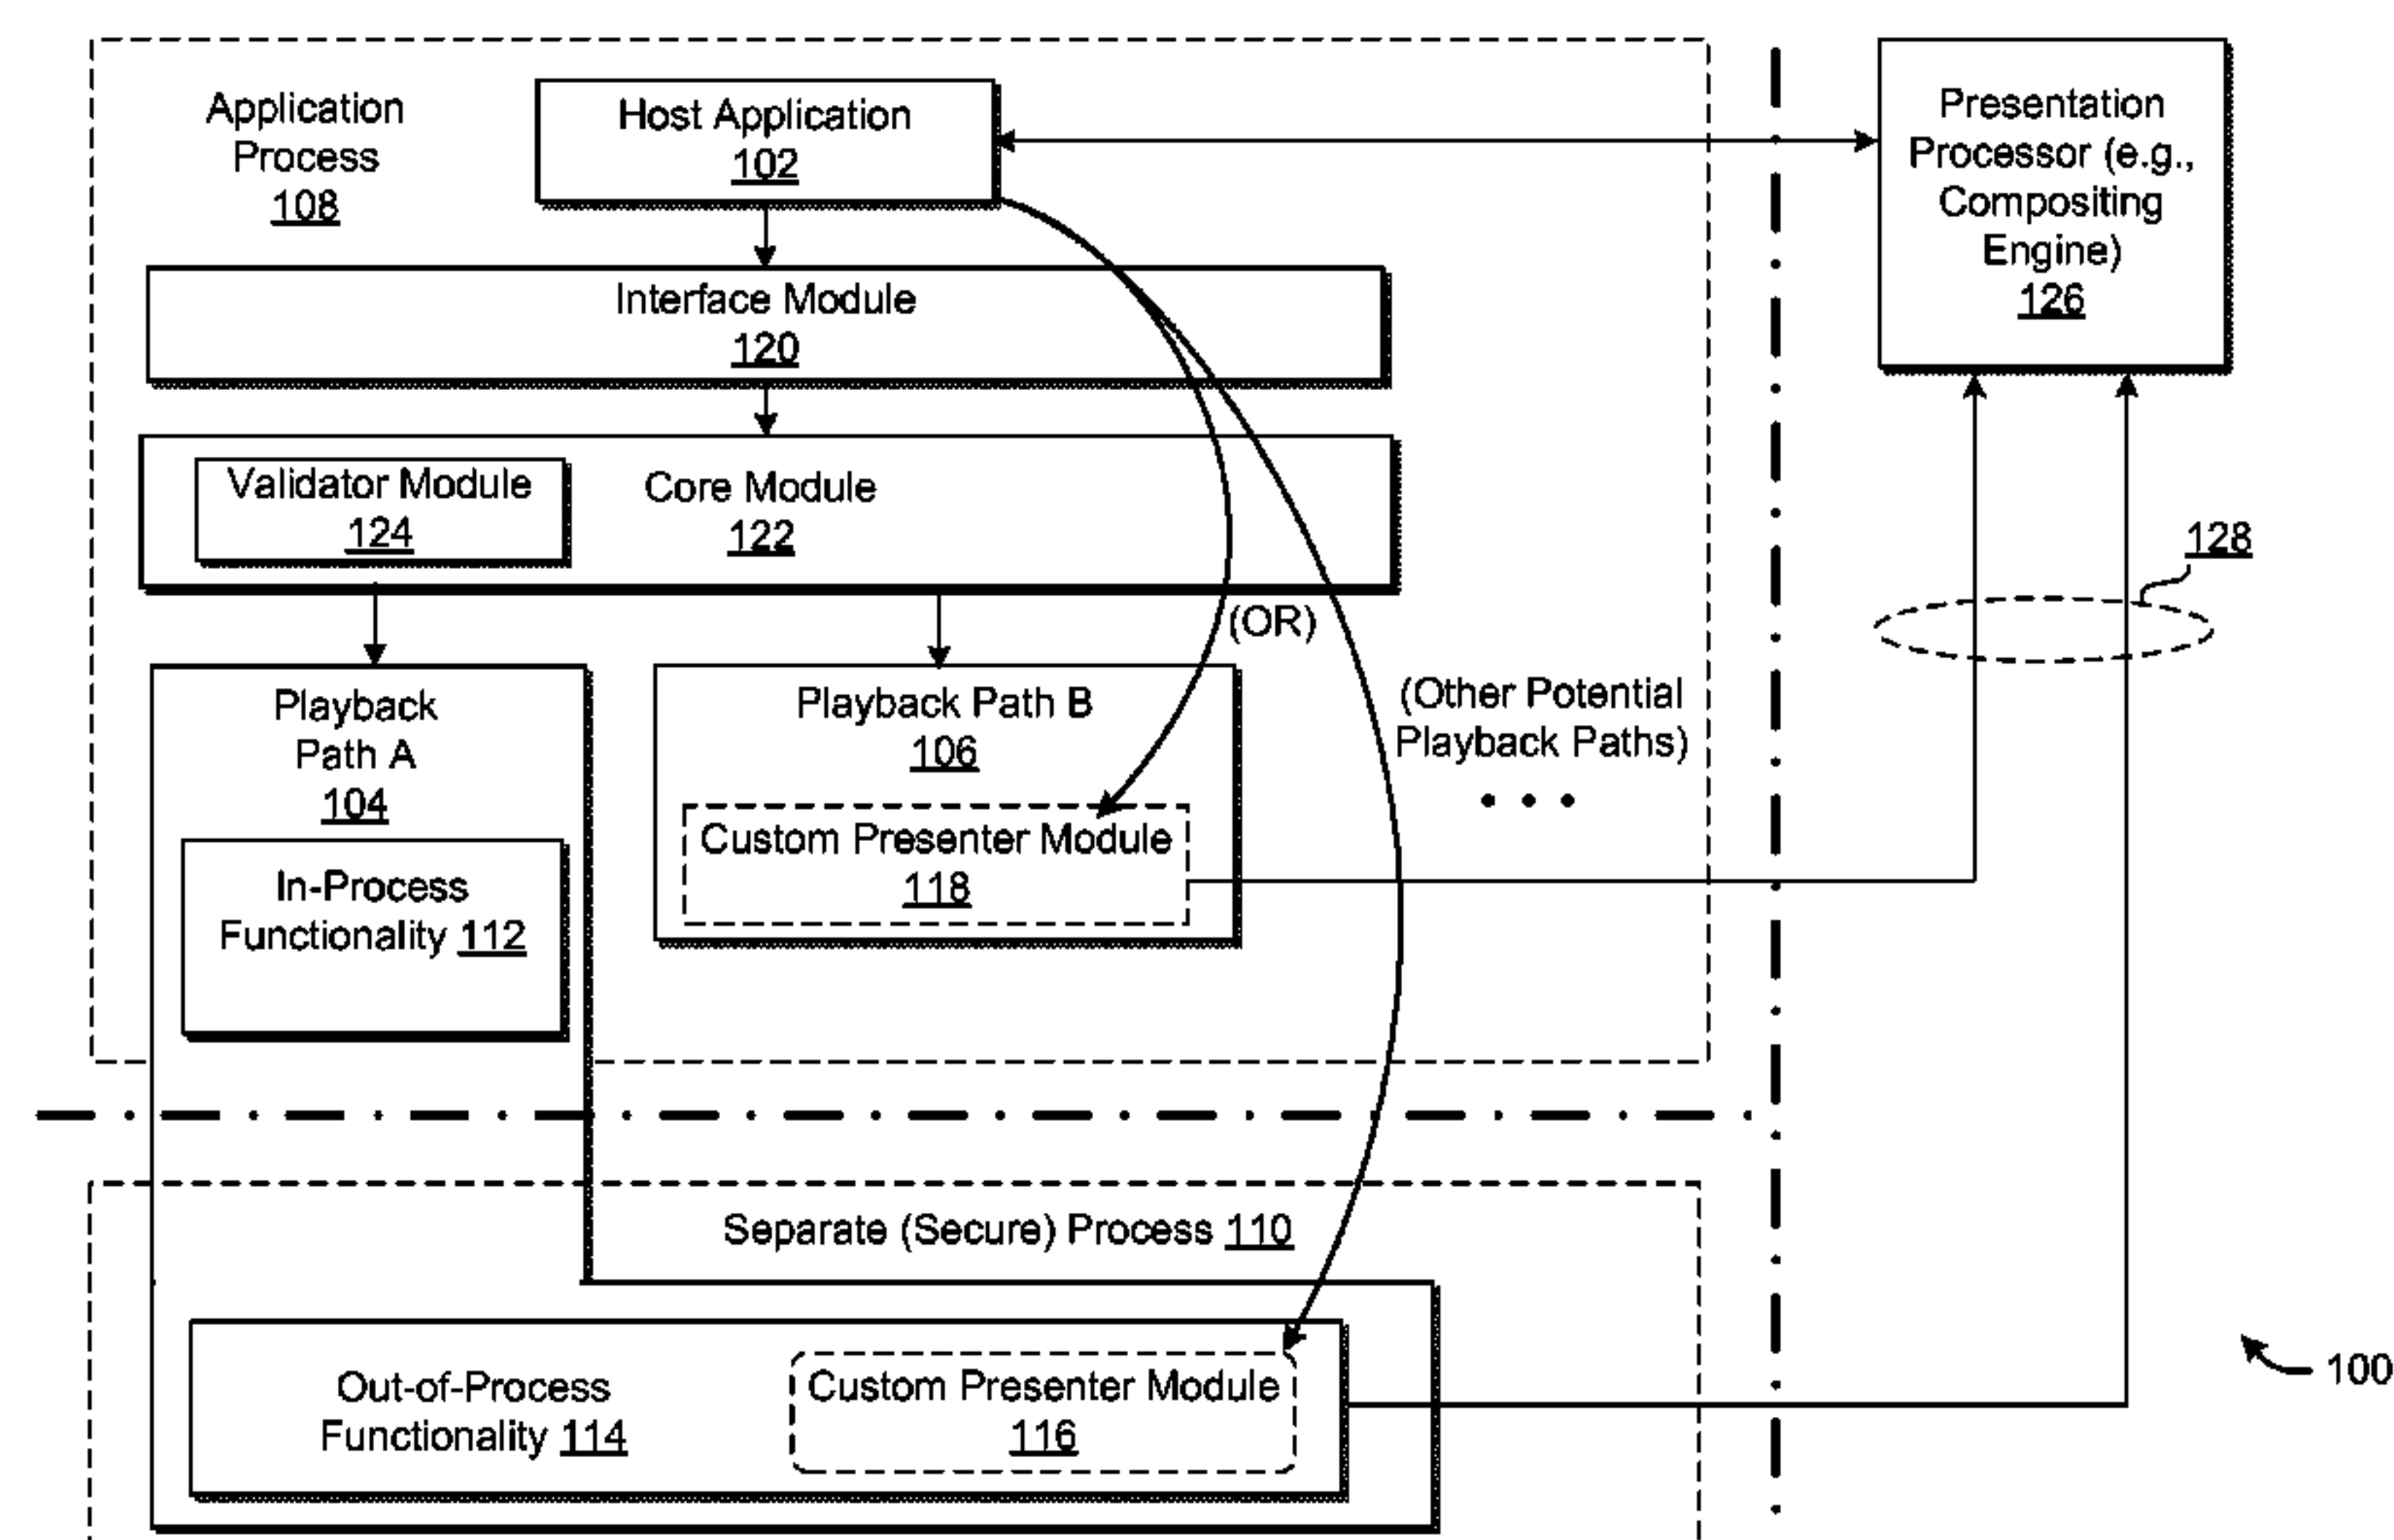 Application
Process
108
Host Application
102
Presentation
Processor (e.g.,
Compositing
Engine)
126
Interface Module
120
Validator Module
124
Core Module
122
128
(OR)
Playback
Path A
104
Playback Path B
106
(Other Potential
Playback Paths)
• • •
Custom Presenter Module
118
In-Process
Functionality 112
Separate (Secure) Process 110
Out-of-Process
Functionality 114
Custom Presenter Module
116
100